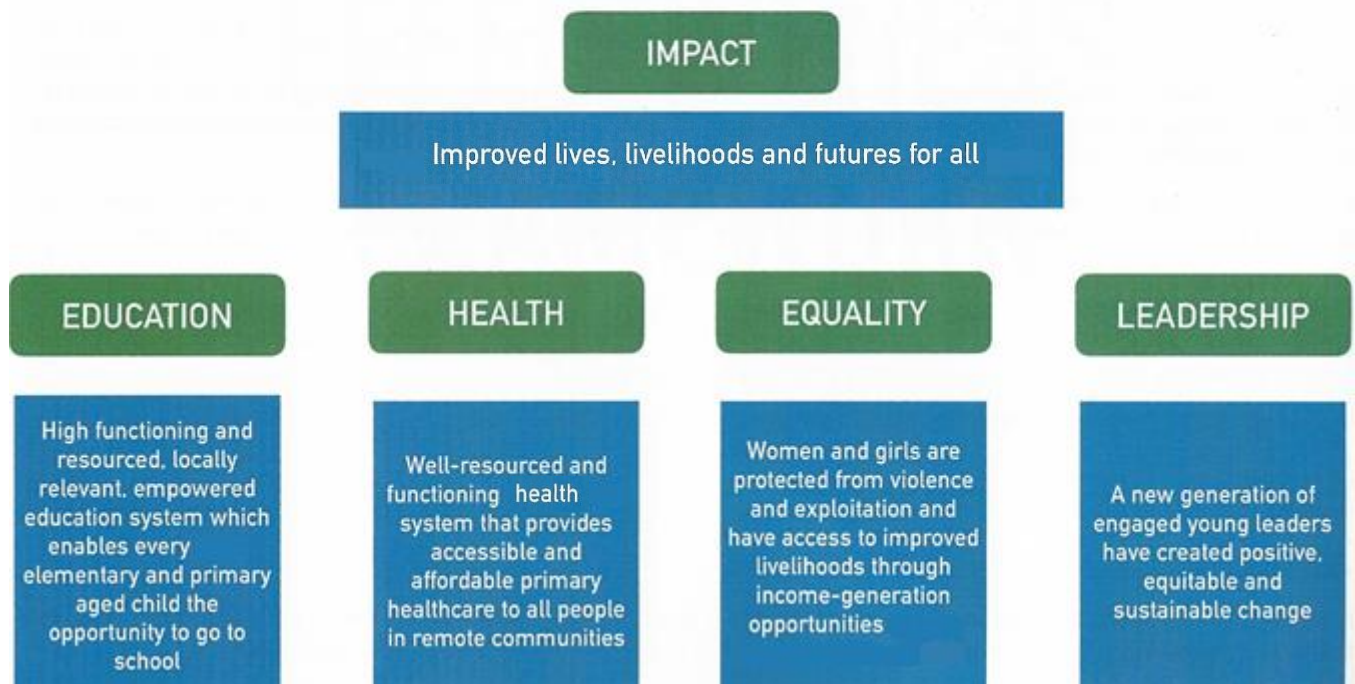 IMPACT
Improved lives, livelihoods and futures for all
EDUCATION
High functioning and
resourced, locally
relevant, empowered
education system which
enables every
elementary and primary
aged child the
opportunity to go to
school
HEALTH
Well-resourced and
functioning health
system that provides
accessible and
affordable primary
healthcare to all people
in remote communities
EQUALITY
Women and girls are
protected from violence
and exploitation and
have access to improved
livelihoods through
income-generation
opportunities
LEADERSHIP
A new generation of
engaged young leaders
have created positive,
equitable and
sustainable change